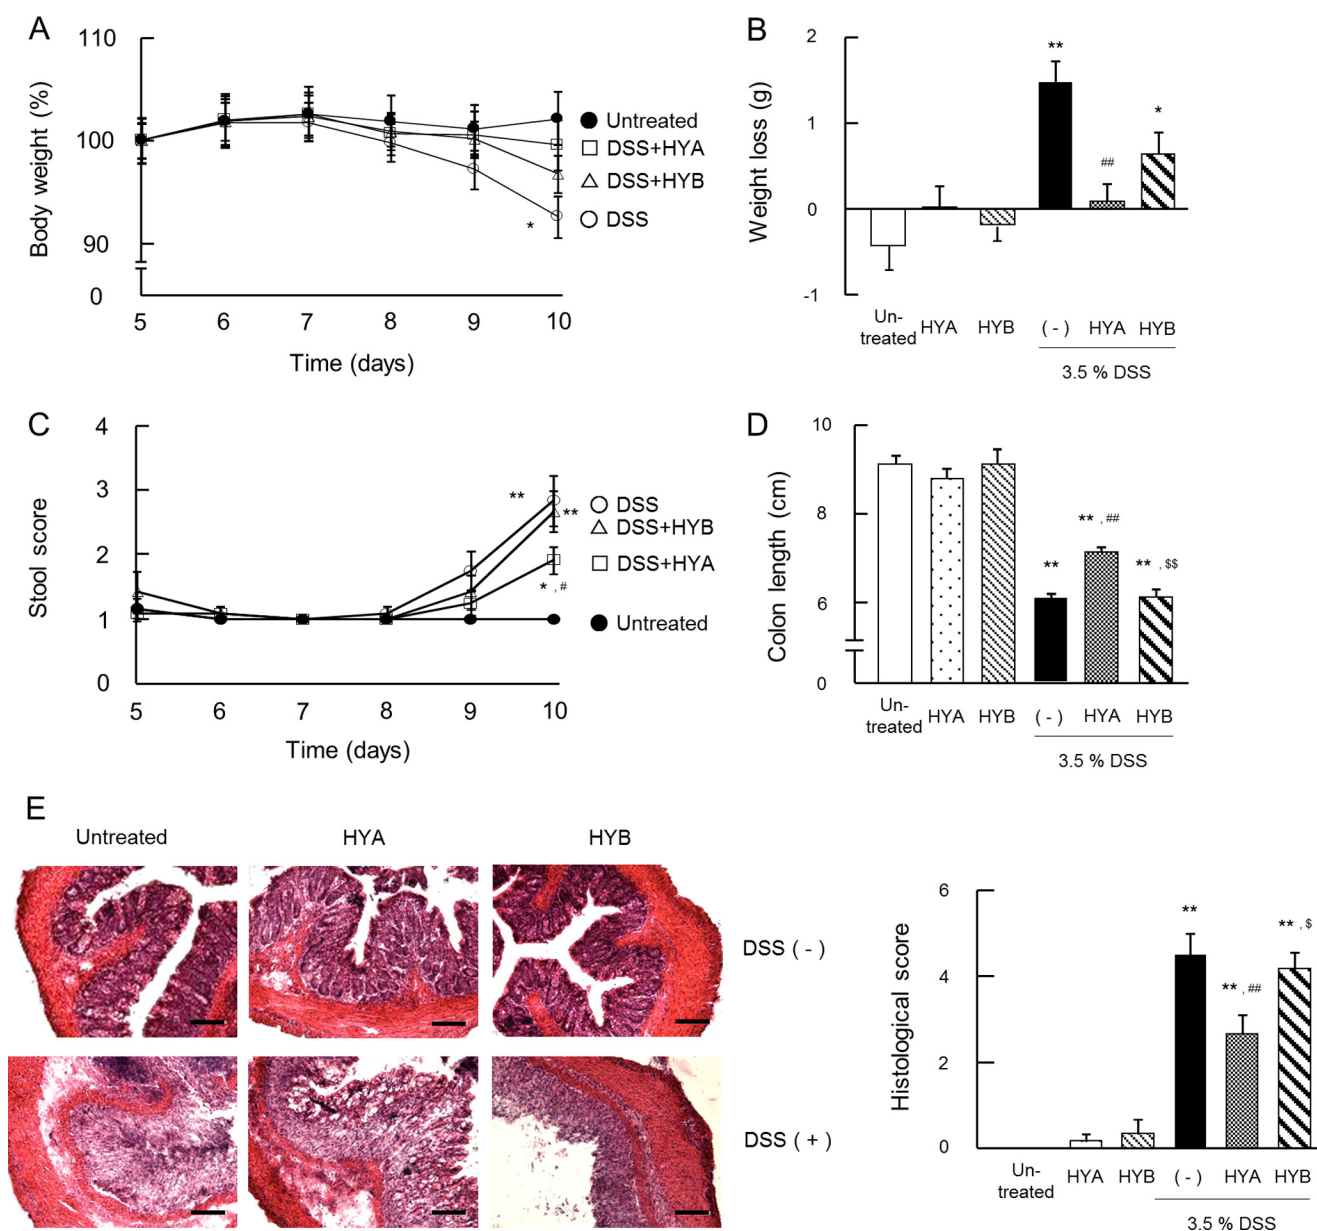 A
110
100
90
0
Body weight (%)
5 6 7 8 9 10
Time (days)
*
Untreated
DSS+HYA
DSS+HYB
DSS
B
2
1
0
-1
Weight loss (g)
**
##
*
Un-
treated
HYA
HYB
( - )
HYA
HYB
3.5 % DSS
C
4
3
2
1
0
Stool score
5 6 7 8 9 10
Time (days)
**
**
* , #
DSS
DSS+HYB
DSS+HYA
Untreated
D
10
8
6
0
Colon length (cm)
**
** , ##
** , $$
Un-
treated
HYA
HYB
( - )
HYA
HYB
3.5 % DSS
E
Untreated
HYA
HYB
DSS ( - )
DSS ( + )
6
4
2
0
Histological score
**
** , ##
** , $
Un-
treated
HYA
HYB
( - )
HYA
HYB
3.5 % DSS